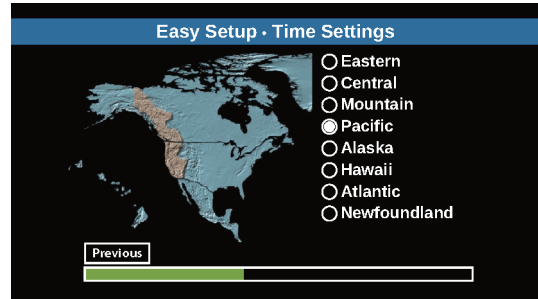 Easy Setup • Time Settings
Eastern
Central
Mountain
Pacific
Alaska
Hawaii
Atlantic
Newfoundland
Previous